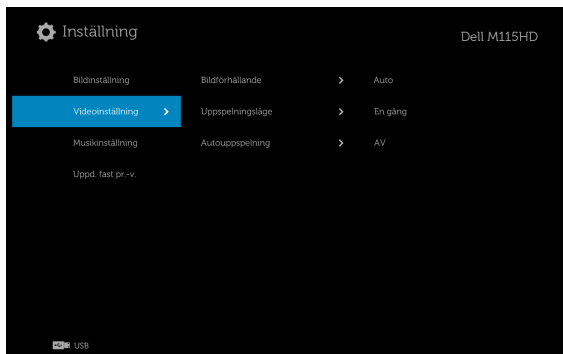 Inställning
Dell M115HD
Bildinställning Bildförhållande > Auto
Videoinställning > Uppspelningsläge > En gång
Musikinställning Autouppspelning > AV
Uppd. fast pr.-v.
USB